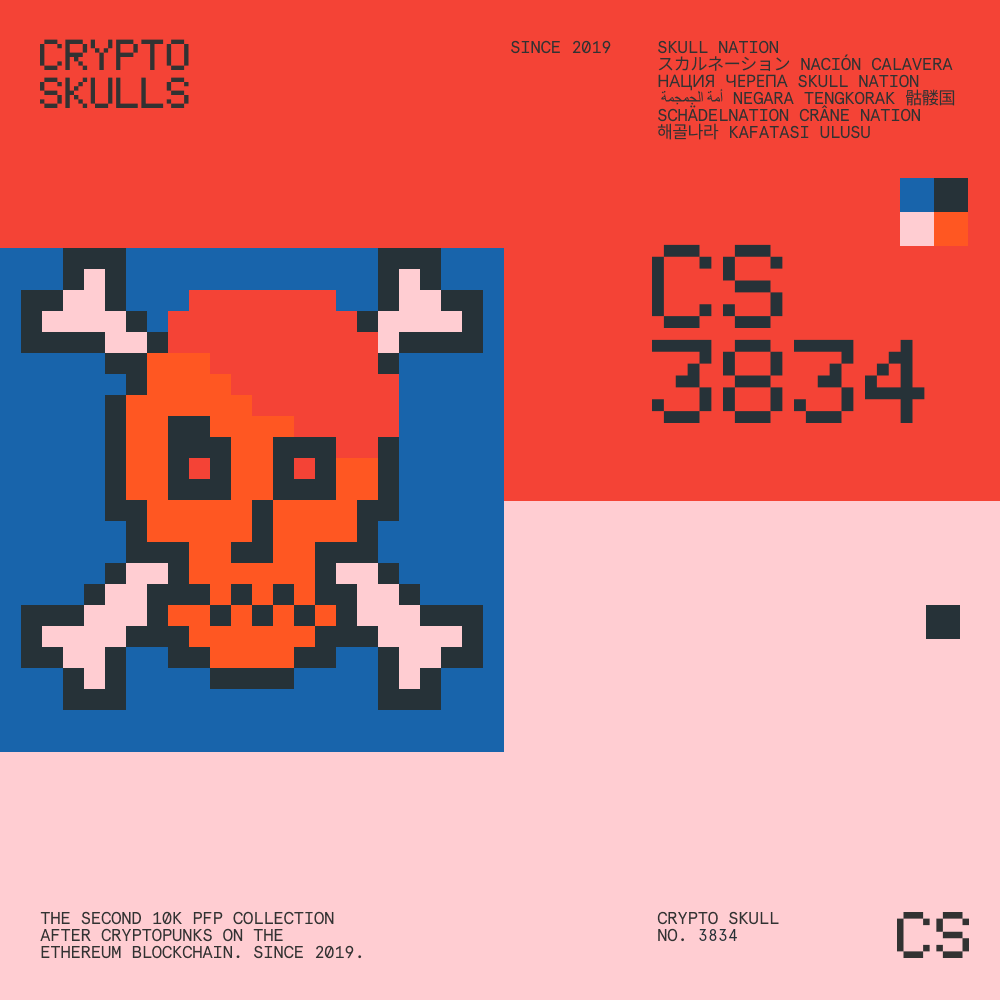 CRYPTO
SKULLS
SINCE 2019
SKULL NATION
スカルネーション NACIÓN CALAVERA
НАЦИЯ ЧЕРЕПА SKULL NATION
أمة الجمجمة NEGARA TENGKORAK 骷髅国
SCHÄDELNATION CRÂNE NATION
해골나라 KAFATASI ULUSU
CS
3834
THE SECOND 10K PFP COLLECTION
AFTER CRYPTOPUNKS ON THE
ETHEREUM BLOCKCHAIN. SINCE 2019.
CRYPTO SKULL
NO. 3834
CS